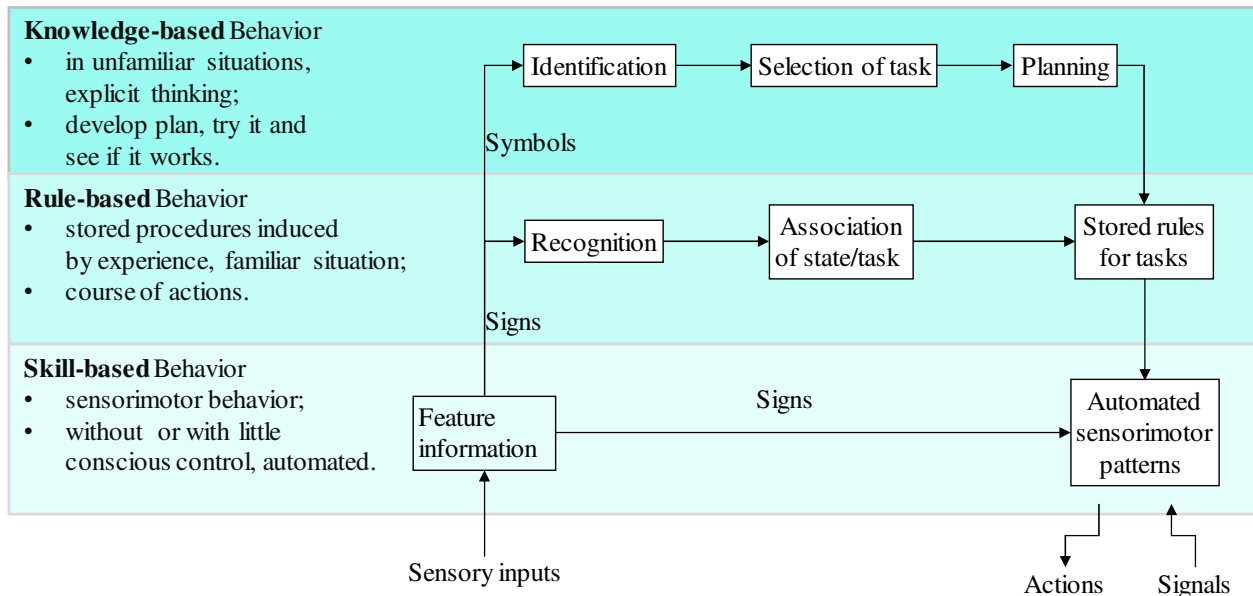 Knowledge-based Behavior
• in unfamiliar situations,
explicit thinking;
• develop plan, try it and
see if it works.
Identification
Selection of task
Planning
Symbols
Rule-based Behavior
• stored procedures induced
by experience, familiar situation;
• course of actions.
Recognition
Association
of state/task
Stored rules
for tasks
Signs
Skill-based Behavior
• sensorimotor behavior;
• without or with little
conscious control, automated.
Feature
information
Signs
Automated
sensorimotor
patterns
Sensory inputs
Actions
Signals